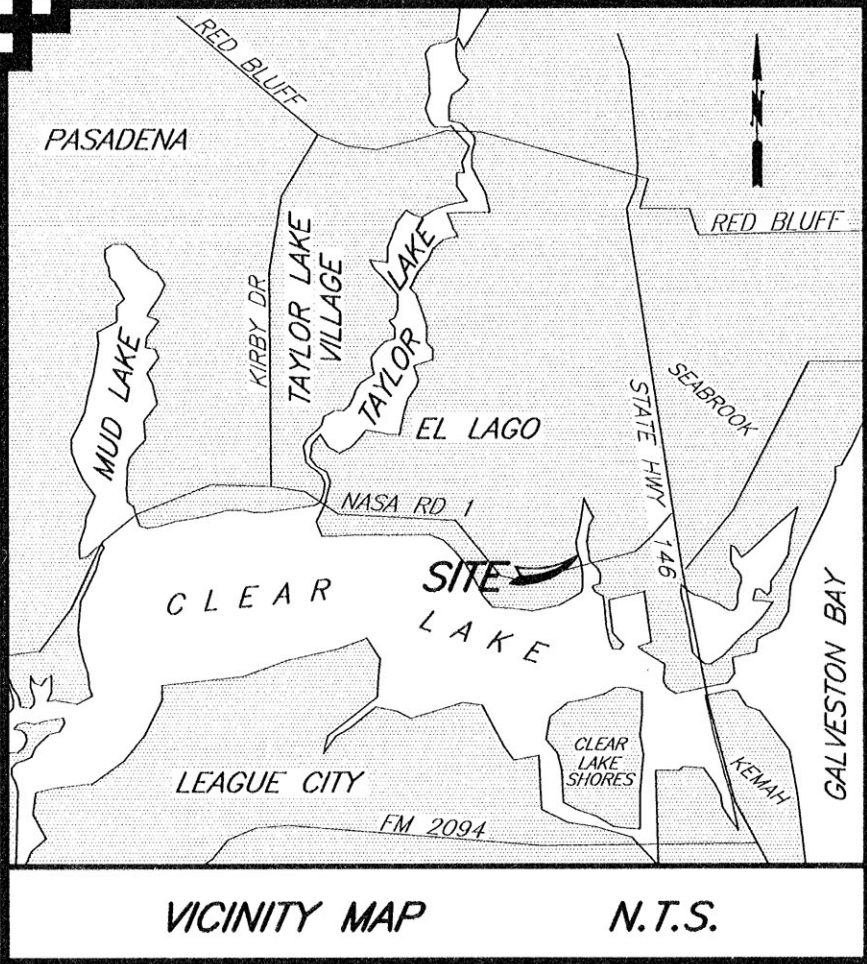 RED BLUFF
PASADENA
N
RED BLUFF
TAYLOR LAKE
VILLAGE
KIRBY DR
TAYLOR LAKE
MUD LAKE
SEABROOK
STATE HWY 146
EL LAGO
NASA RD 1
SITE
CLEAR
LAKE
GALVESTON BAY
CLEAR
LAKE
SHORES
LEAGUE CITY
KEMAH
FM 2094
VICINITY MAP N.T.S.